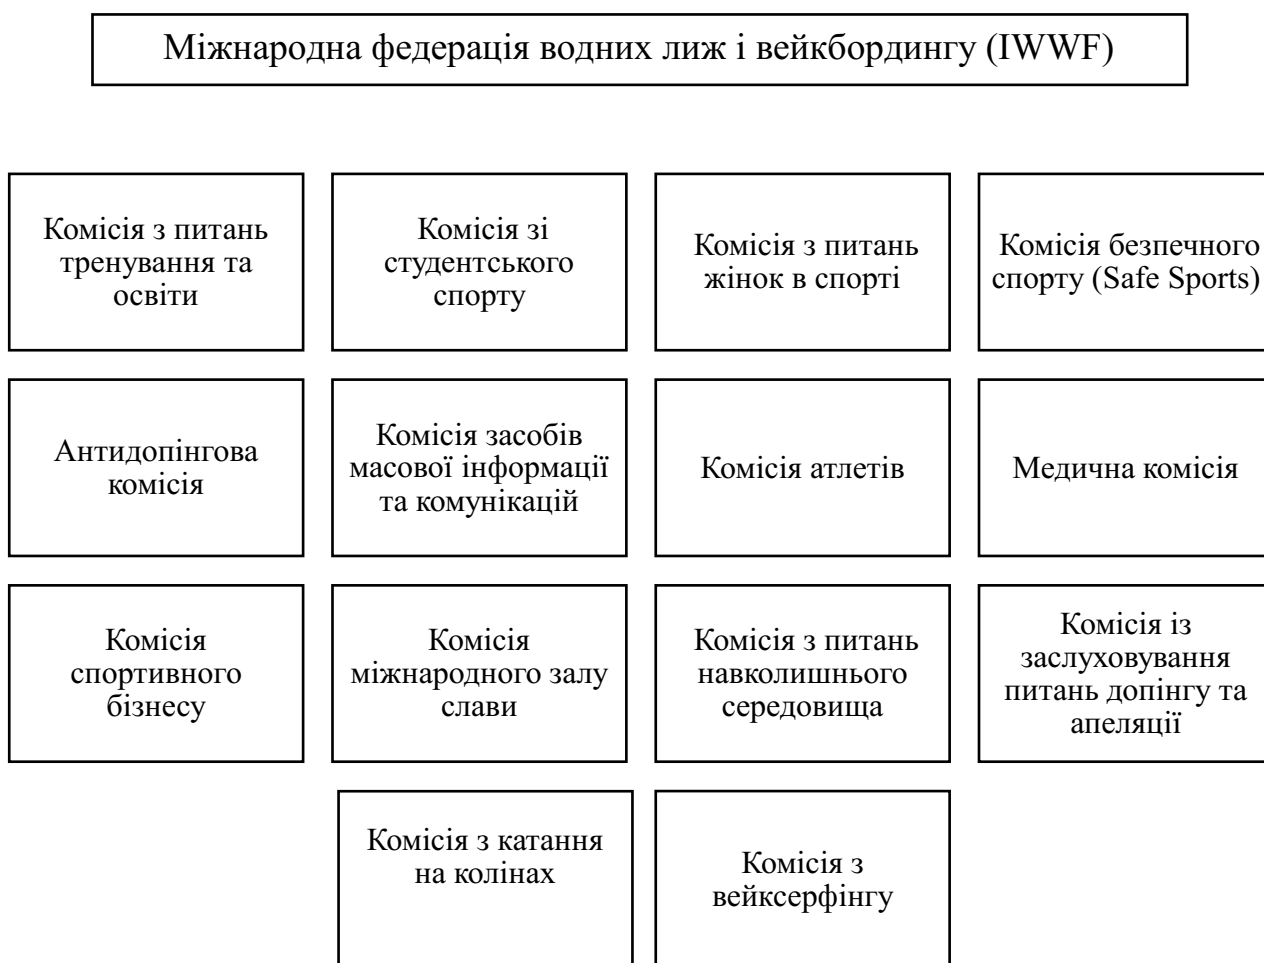 Міжнародна федерація водних лиж і вейкбордингу (IWWF)
Комісія з питань
тренування та
освіти
Комісія зі
студентського
спорту
Комісія з питань
жінок в спорті
Комісія безпечного
спорту (Safe Sports)
Антидопінгова
комісія
Комісія засобів
масової інформації
та комунікацій
Комісія атлетів
Медична комісія
Комісія
спортивного
бізнесу
Комісія
міжнародного залу
слави
Комісія з питань
навколишнього
середовища
Комісія із
заслуховування
питань допінгу та
апеляції
Комісія з катання
на колінах
Комісія з
вейксерфінгу